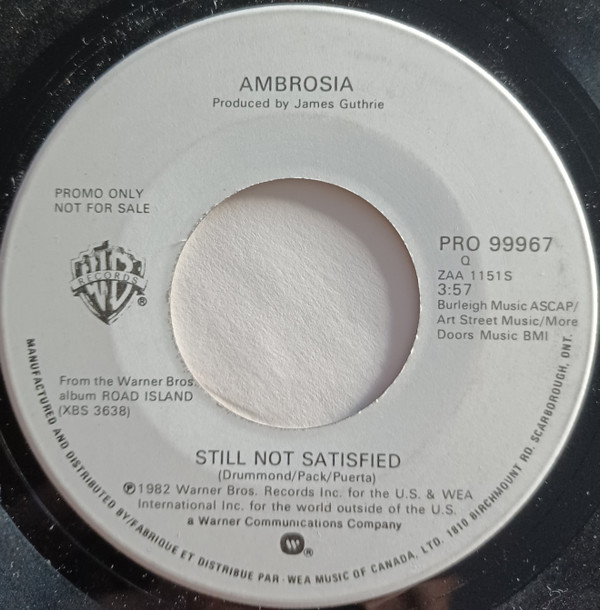 AMBROSIA
Produced by James Guthrie
PROMO ONLY
NOT FOR SALE
WB
RECORDS
®
PRO 99967
Q
ZAA 1151S
3:57
Burleigh Music ASCAP/
Art Street Music/More
Doors Music BMI
From the Warner Bros.
album ROAD ISLAND
(XBS 3638)
STILL NOT SATISFIED
(Drummond/Pack/Puerta)
℗1982 Warner Bros. Records Inc. for the U.S. & WEA
International Inc. for the world outside of the U.S.
a Warner Communications Company
®
MANUFACTURED AND DISTRIBUTED BY/FABRIQUE ET DISTRIBUE PAR - WEA MUSIC OF CANADA, LTD. 1810 BIRCHMOUNT RD. SCARBOROUGH, ONT.